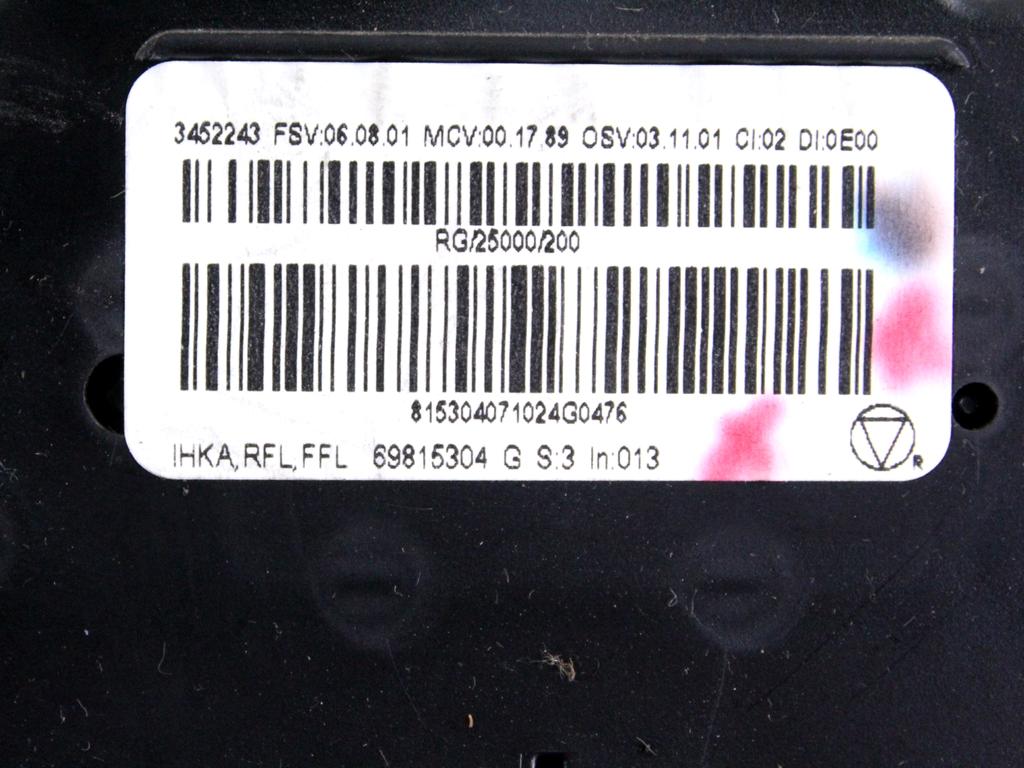 3452243 FSV:06.08.01 MCV:00.17.89 OSV:03.11.01 CI:02 DI:0E00
RG/25000/200
815304071024G0476
IHKA,RFL,FFL 69815304 G S:3 In:013
R